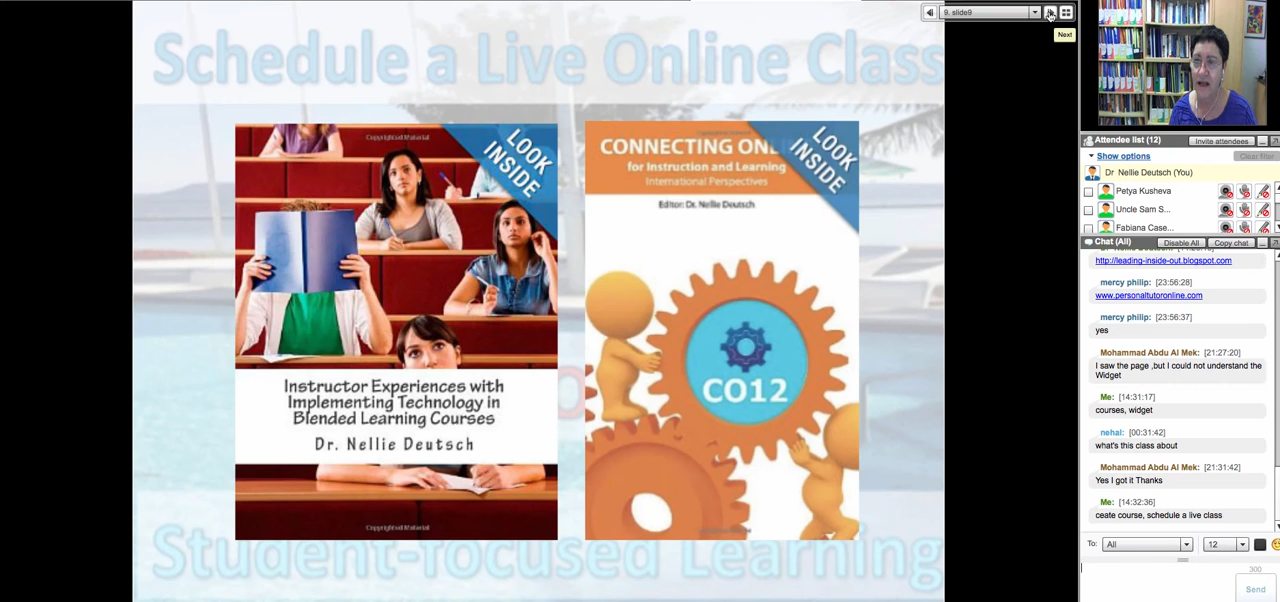 Schedule a Live Online Class
9. slide9
Next
Copyrighted Material
LOOK
INSIDE
Instructor Experiences with
Implementing Technology in
Blended Learning Courses
Dr. Nellie Deutsch
Copyrighted Material
CONNECTING ONL
for Instruction and Learning
International Perspectives
Editor: Dr. Nellie Deutsch
LOOK
INSIDE
CO12
Student-focused Learning
Attendee list (12)
Invite attendees
Show options
Clear filter
Dr Nellie Deutsch (You)
Petya Kusheva
Uncle Sam S...
Fabiana Case...
Chat (All)
Disable All
Copy chat
http://leading-inside-out.blogspot.com
mercy philip: [23:56:28]
www.personaltutoronline.com
mercy philip: [23:56:37]
yes
Mohammad Abdu Al Mek: [21:27:20]
I saw the page ,but I could not understand the
Widget
Me: [14:31:17]
courses, widget
nehal: [00:31:42]
what's this class about
Mohammad Abdu Al Mek: [21:31:42]
Yes I got it Thanks
Me: [14:32:36]
ceate course, schedule a live class
To: All
12
300
Send